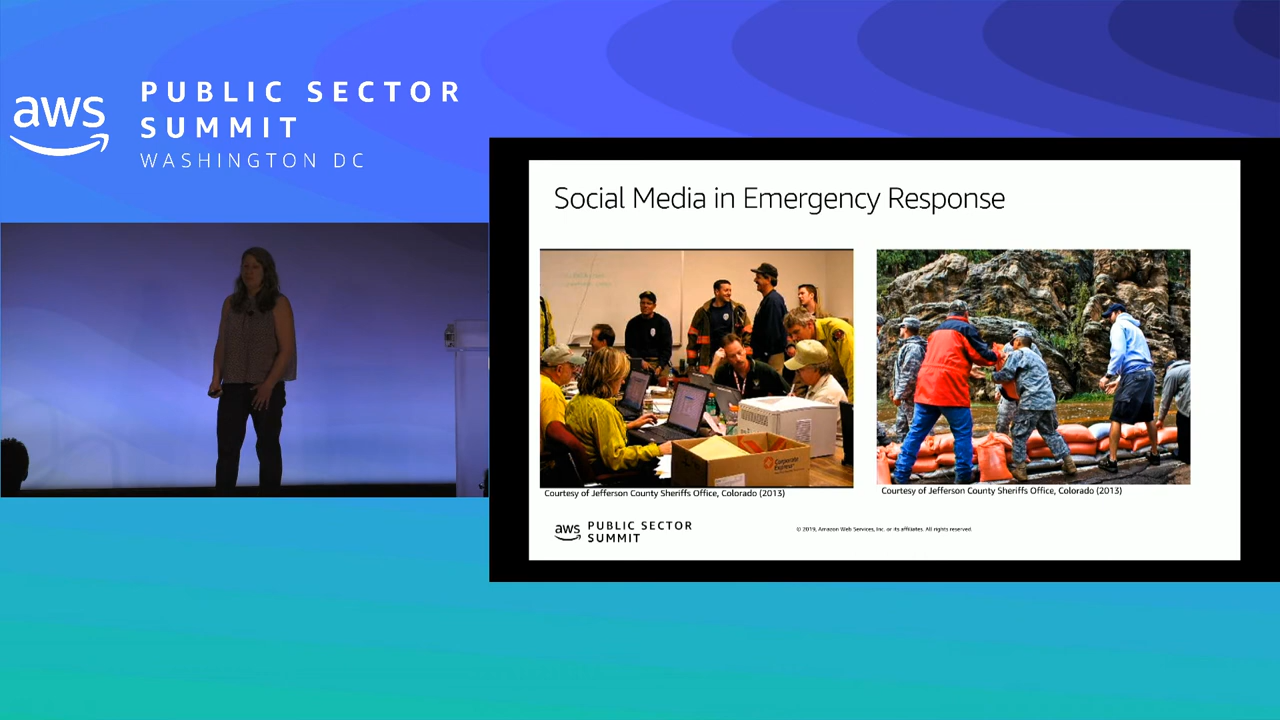 aws
PUBLIC SECTOR
SUMMIT
WASHINGTON DC
Social Media in Emergency Response
Corporate Express
Courtesy of Jefferson County Sheriffs Office, Colorado (2013)
Courtesy of Jefferson County Sheriffs Office, Colorado (2013)
aws
PUBLIC SECTOR
SUMMIT
© 2019, Amazon Web Services, Inc. or its affiliates. All rights reserved.